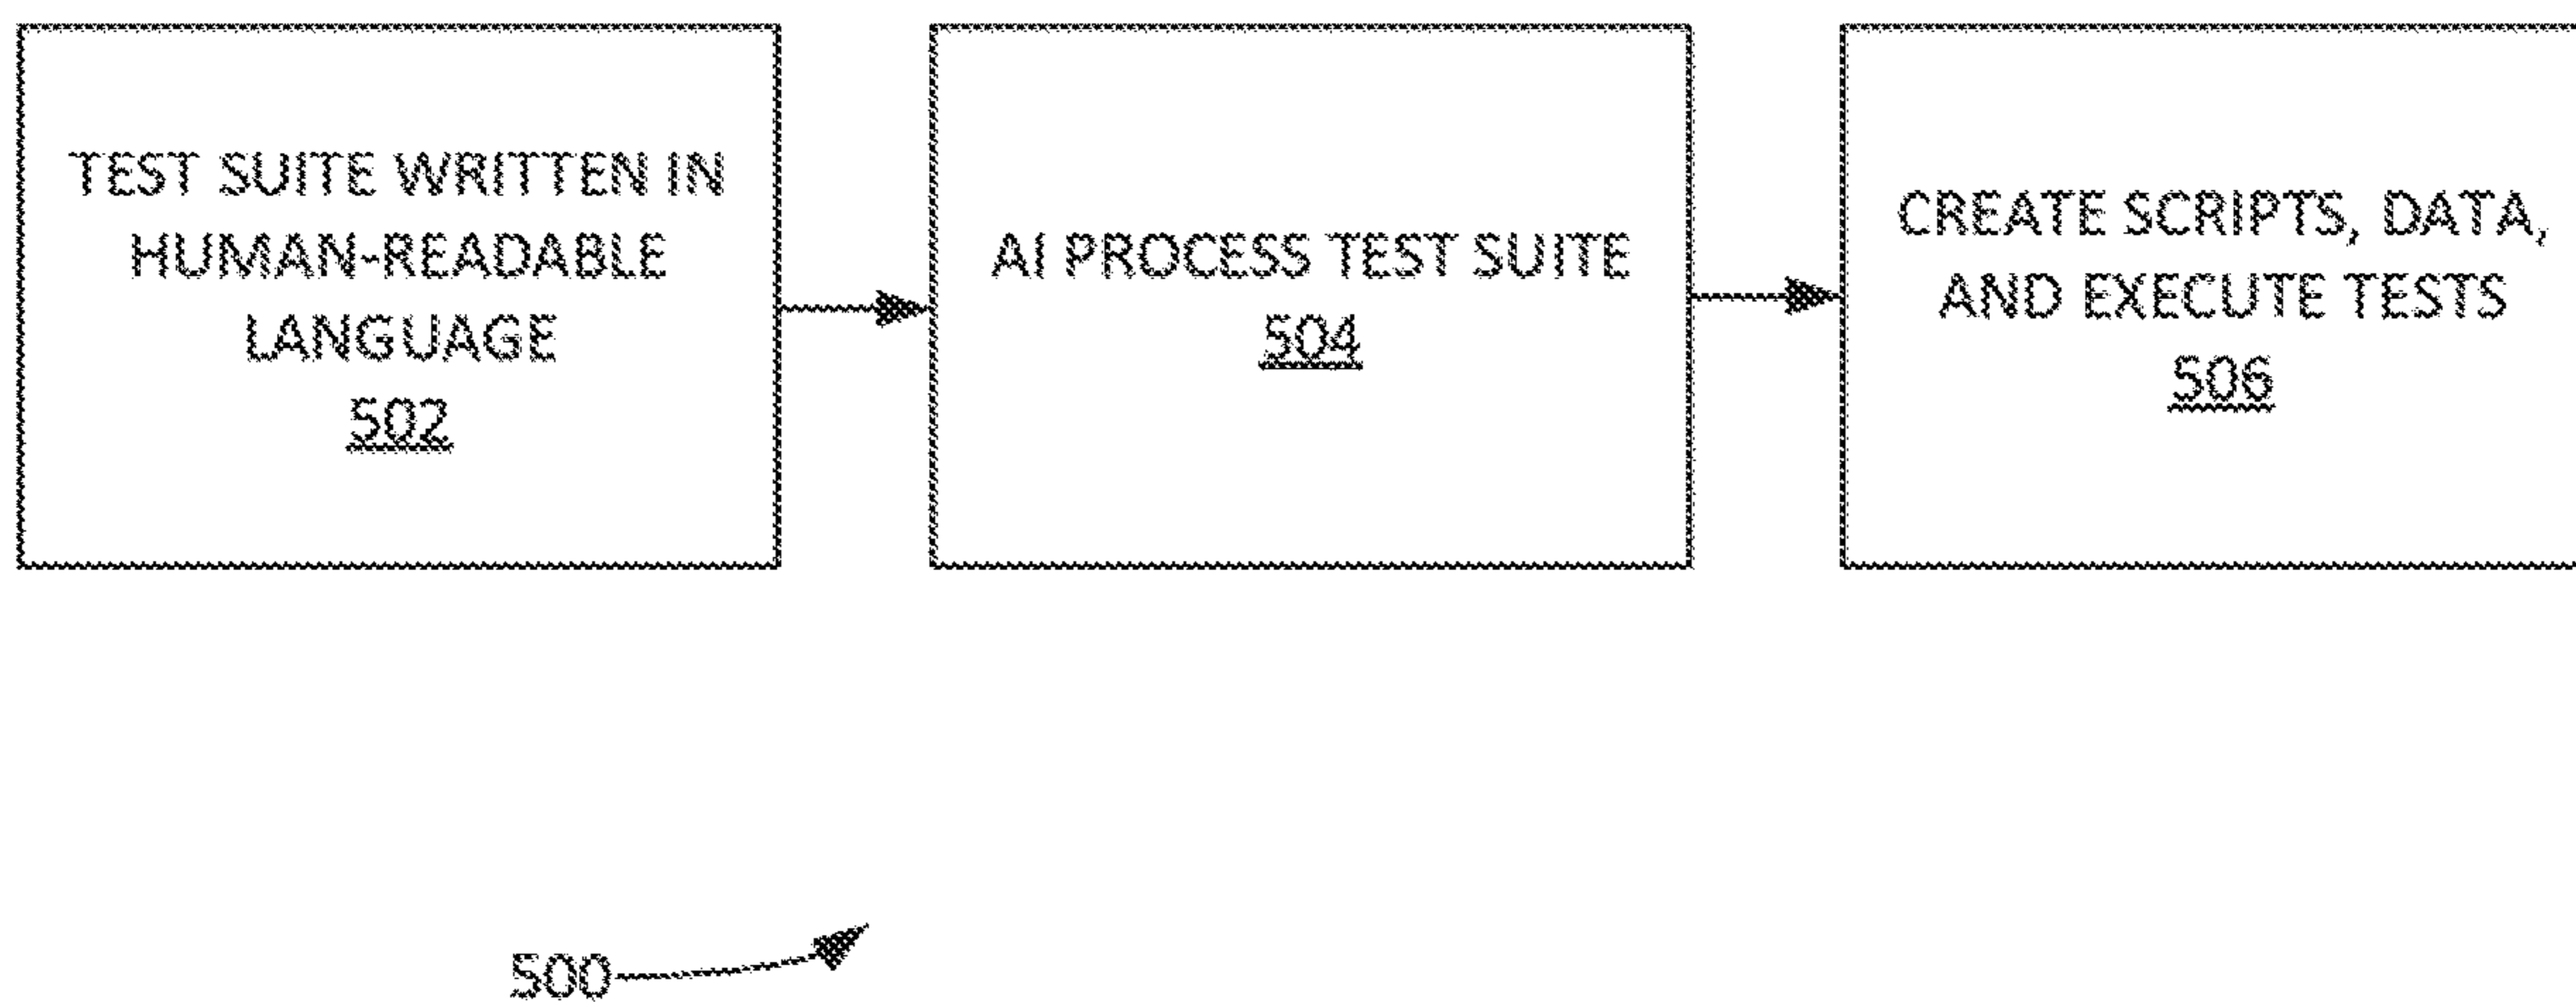 TEST SUITE WRITTEN IN
HUMAN-READABLE
LANGUAGE
502
AI PROCESS TEST SUITE
504
CREATE SCRIPTS, DATA,
AND EXECUTE TESTS
506
500